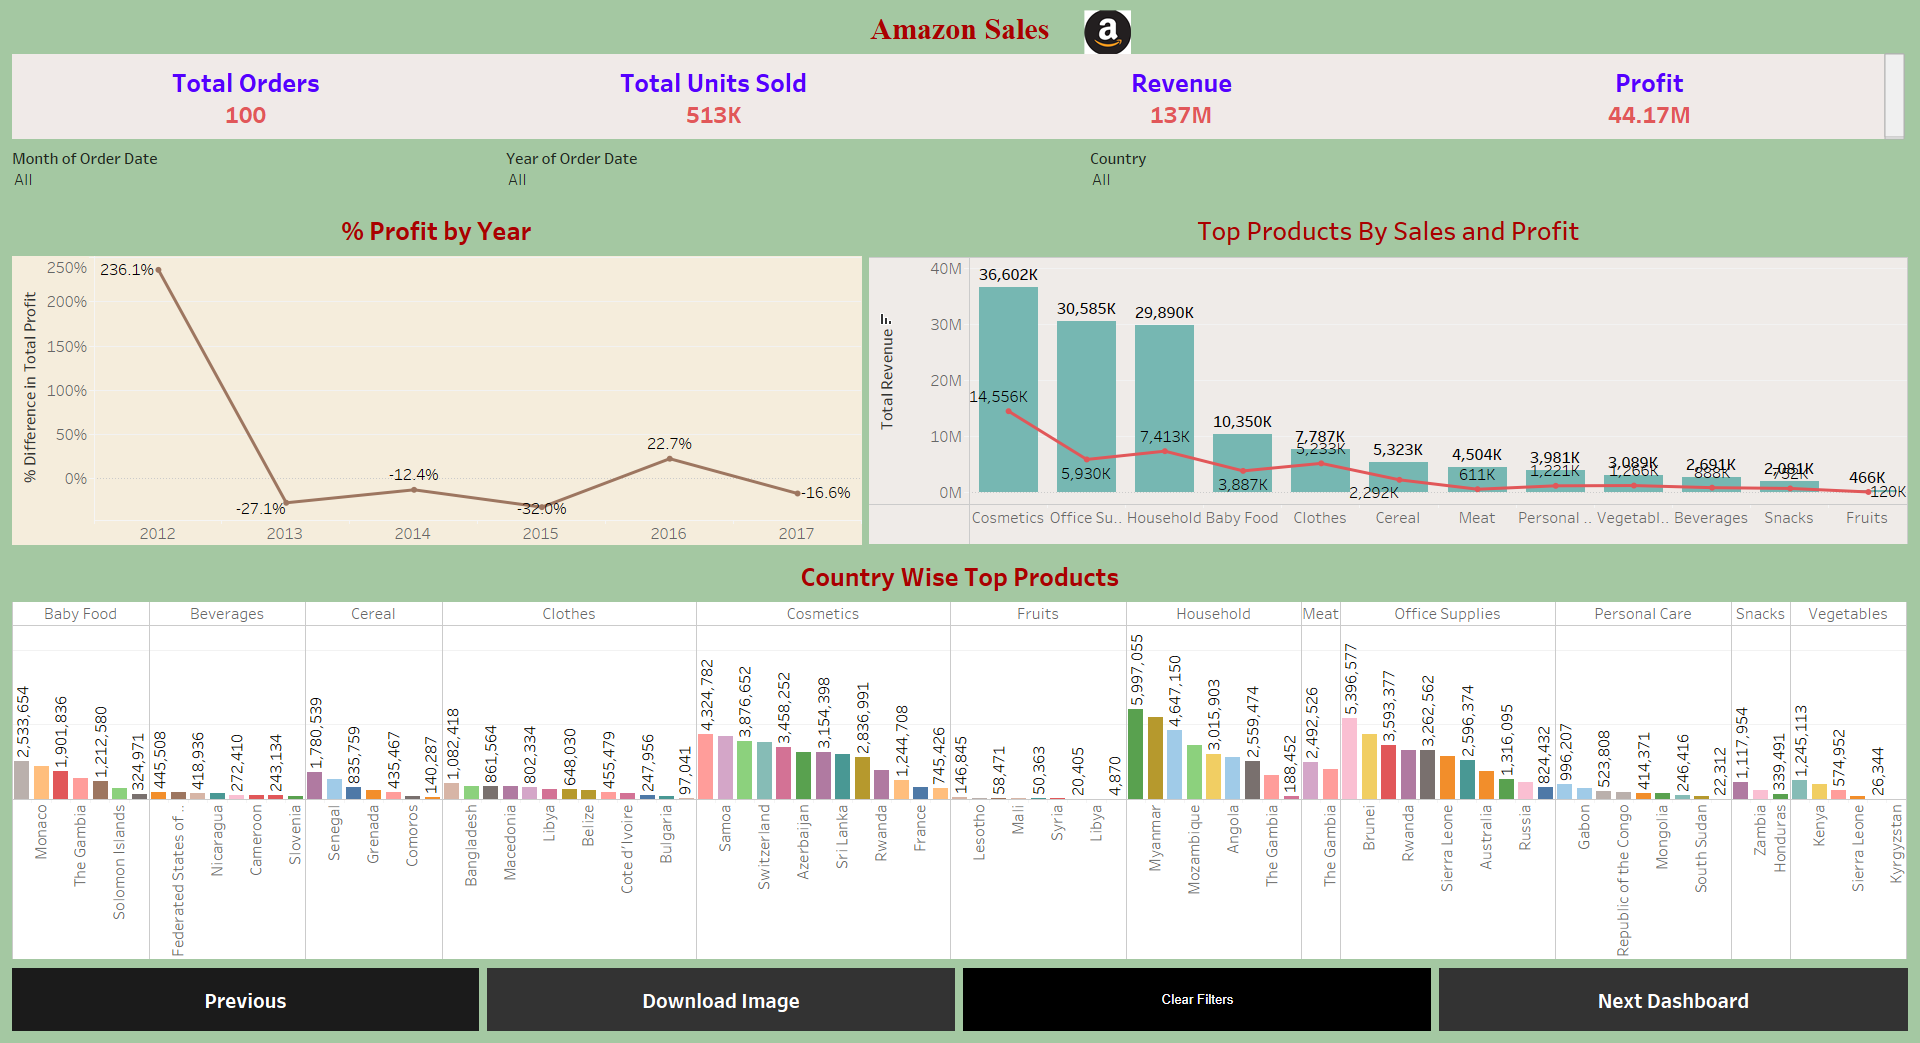 Amazon Sales
a
Total Orders
100
Total Units Sold
513K
Revenue
137M
Profit
44.17M
Month of Order Date
All
Year of Order Date
All
Country
All
% Profit by Year
% Difference in Total Profit
250%
200%
150%
100%
50%
0%
236.1%
-27.1%
-12.4%
-32.0%
22.7%
-16.6%
2012 2013 2014 2015 2016 2017
Top Products By Sales and Profit
Total Revenue
40M
30M
20M
10M
0M
36,602K 30,585K 29,890K 10,350K 7,787K 5,323K 4,504K 3,981K 3,089K 2,691K 2,081K 466K
14,556K 5,930K 7,413K 3,887K 5,233K 2,292K 611K 1,221K 1,266K 888K 752K 120K
Cosmetics Office Su.. Household Baby Food Clothes Cereal Meat Personal .. Vegetabl.. Beverages Snacks Fruits
Country Wise Top Products
Baby Food Beverages Cereal Clothes Cosmetics Fruits Household Meat Office Supplies Personal Care Snacks Vegetables
2,533,654 1,901,836 1,212,580 324,971 445,508 418,936 272,410 243,134 1,780,539 835,759 435,467 140,287 1,082,418 861,564 802,334 648,030 455,479 247,956 97,041 4,324,782 3,876,652 3,458,252 3,154,398 2,836,991 1,244,708 745,426 146,845 58,471 50,363 20,405 4,870 5,997,055 4,647,150 3,015,903 2,559,474 188,452 2,492,526 5,396,577 3,593,377 3,262,562 2,596,374 1,316,095 824,432 996,207 523,808 414,371 246,416 22,312 1,117,954 339,491 1,245,113 574,952 26,344
Monaco The Gambia Solomon Islands Federated States of .. Nicaragua Cameroon Slovenia Senegal Grenada Comoros Bangladesh Macedonia Libya Belize Cote d'Ivoire Bulgaria Samoa Switzerland Azerbaijan Sri Lanka Rwanda France Lesotho Mali Syria Libya Myanmar Mozambique Angola The Gambia The Gambia Brunei Rwanda Sierra Leone Australia Russia Gabon Republic of the Congo Mongolia South Sudan Zambia Honduras Kenya Sierra Leone Kyrgyzstan
Previous
Download Image
Clear Filters
Next Dashboard